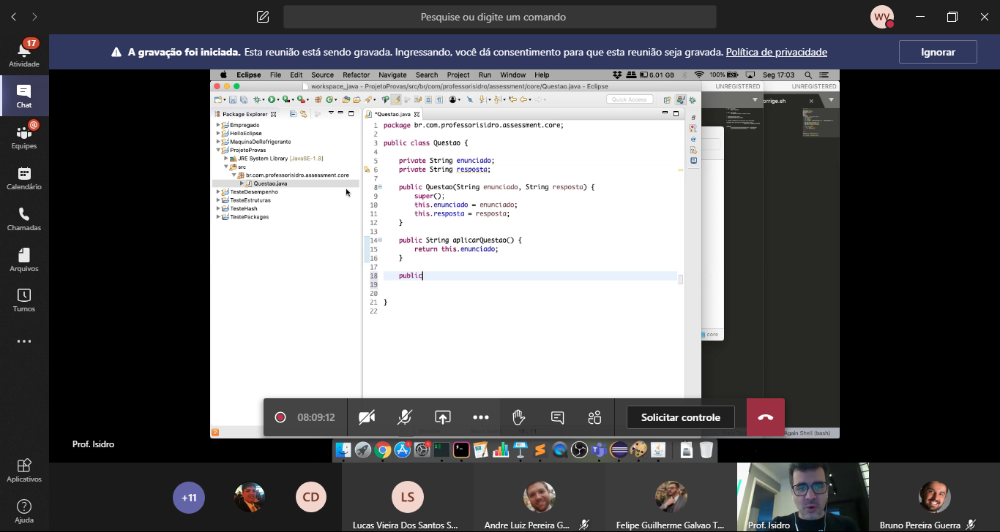 Pesquise ou digite um comando
WV
17
Atividade
Chat
Equipes
Calendário
Chamadas
Arquivos
Turnos
Aplicativos
Ajuda
A gravação foi iniciada. Esta reunião está sendo gravada. Ingressando, você dá consentimento para que esta reunião seja gravada. Política de privacidade
Ignorar
Eclipse File Edit Source Refactor Navigate Search Project Run Window Help
6.01 GB 100% Seg 17:03
workspace_java - ProjetoProvas/src/br/com/professorisidro/assessment/core/Questao.java - Eclipse
UNREGISTERED
UNREGISTERED
Quick Access
orrige.sh
Package Explorer
*Questao.java
Empregado
HelloEclipse
MaquinaDeRefrigerante
ProjetoProvas
JRE System Library [JavaSE-1.8]
src
br.com.professorisidro.assessment.core
Questao.java
TesteDesempenho
TesteEstruturas
TesteHash
TestePackages
1 package br.com.professorisidro.assessment.core;
2
3 public class Questao {
4
5 private String enunciado;
6 private String resposta;
7
8 public Questao(String enunciado, String resposta) {
9 super();
10 this.enunciado = enunciado;
11 this.resposta = resposta;
12 }
13
14 public String aplicarQuestao() {
15 return this.enunciado;
16 }
17
18 public
19
20
21 }
22
core
08:09:12
Solicitar controle
Again Shell (bash)
Prof. Isidro
+11
CD
LS
Lucas Vieira Dos Santos S...
Andre Luiz Pereira G...
Felipe Guilherme Galvao T...
Prof. Isidro
Bruno Pereira Guerra